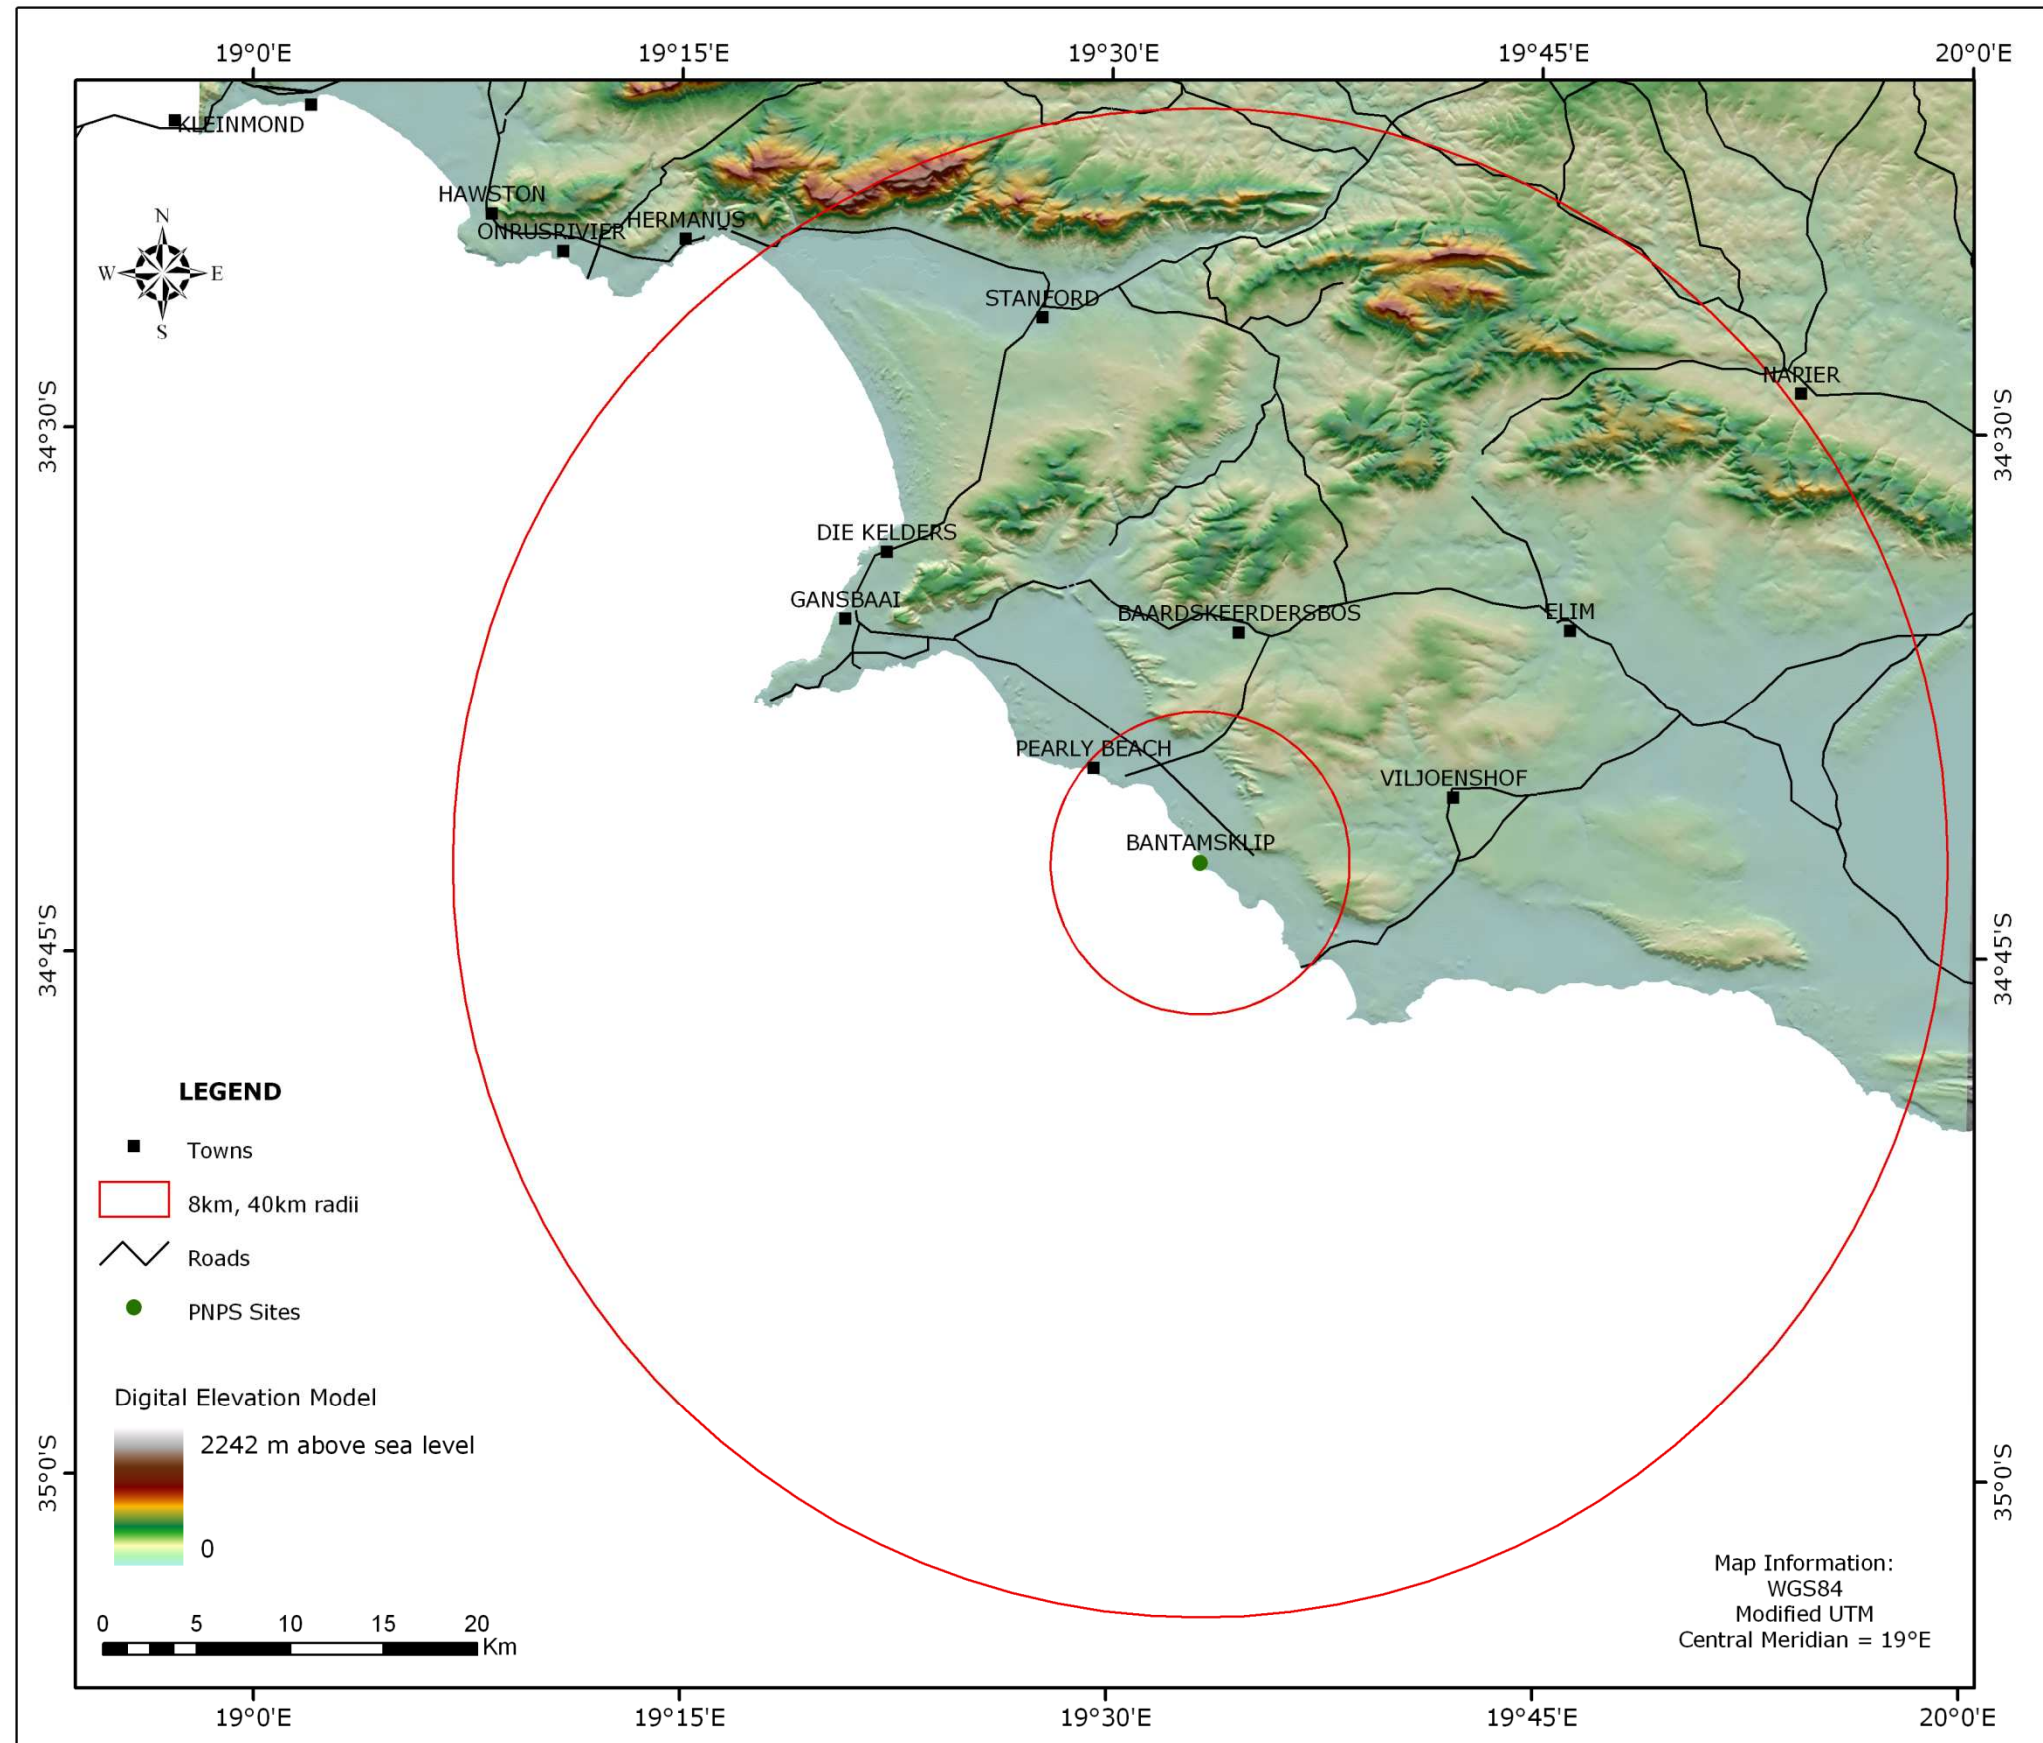 19°0'E
19°15'E
19°30'E
19°45'E
20°0'E
KLEINMOND
HAWSTON
ONRUSRIVIER
HERMANUS
N
W
E
S
STANFORD
NAPIER
34°30'S
34°30'S
DIE KELDERS
GANSBAAI
BAARDSKEERDERSBOS
ELIM
PEARLY BEACH
VILJOENSHOF
BANTAMSKLIP
34°45'S
34°45'S
LEGEND
Towns
8km, 40km radii
Roads
PNPS Sites
Digital Elevation Model
2242 m above sea level
0
35°0'S
35°0'S
0 5 10 15 20
Km
Map Information:
WGS84
Modified UTM
Central Meridian = 19°E
19°0'E
19°15'E
19°30'E
19°45'E
20°0'E